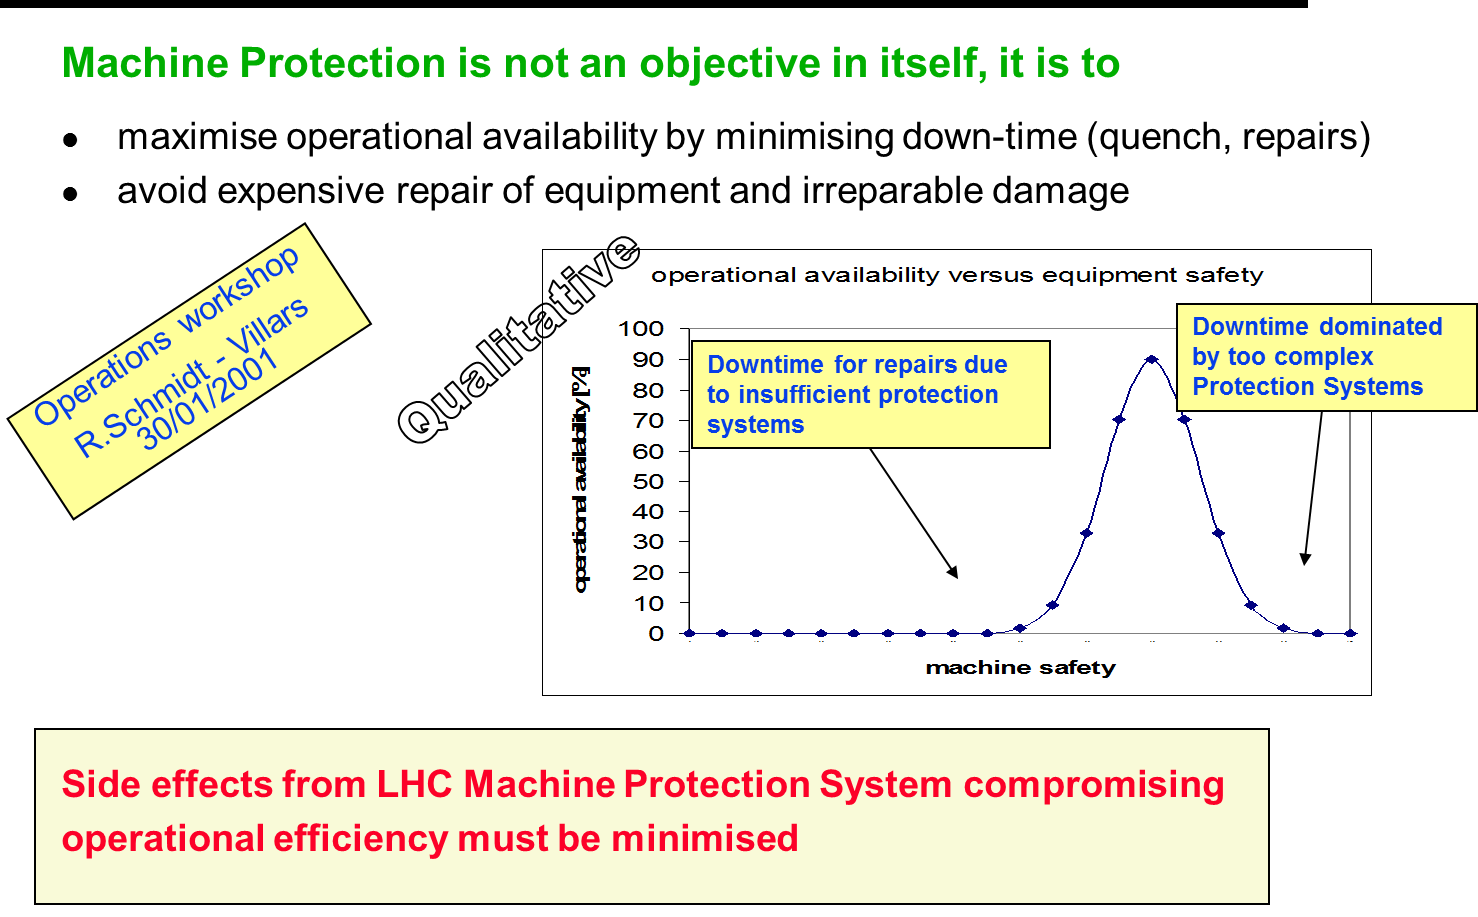 Machine Protection is not an objective in itself, it is to
● maximise operational availability by minimising down-time (quench, repairs)
● avoid expensive repair of equipment and irreparable damage
Operations workshop
R.Schmidt - Villars
30/01/2001
Qualitative
operational availability versus equipment safety
Downtime for repairs due
to insufficient protection
systems
Downtime dominated
by too complex
Protection Systems
operational availability [%]
100
90
80
70
60
50
40
30
20
10
0
machine safety
Side effects from LHC Machine Protection System compromising
operational efficiency must be minimised